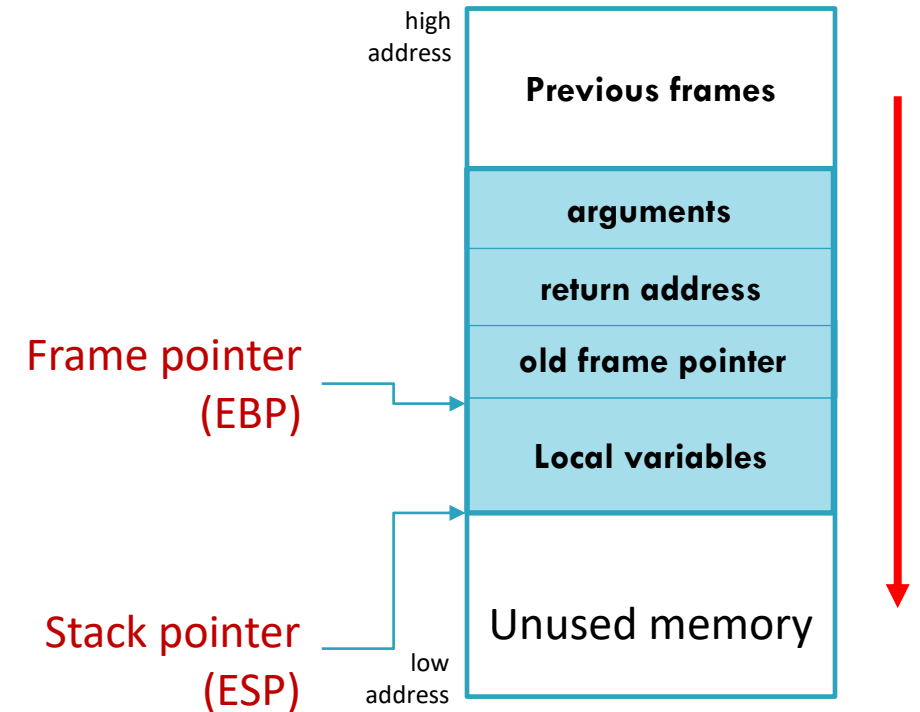 high
address
Previous frames
arguments
return address
old frame pointer
Frame pointer
(EBP)
Local variables
Unused memory
Stack pointer
(ESP)
low
address